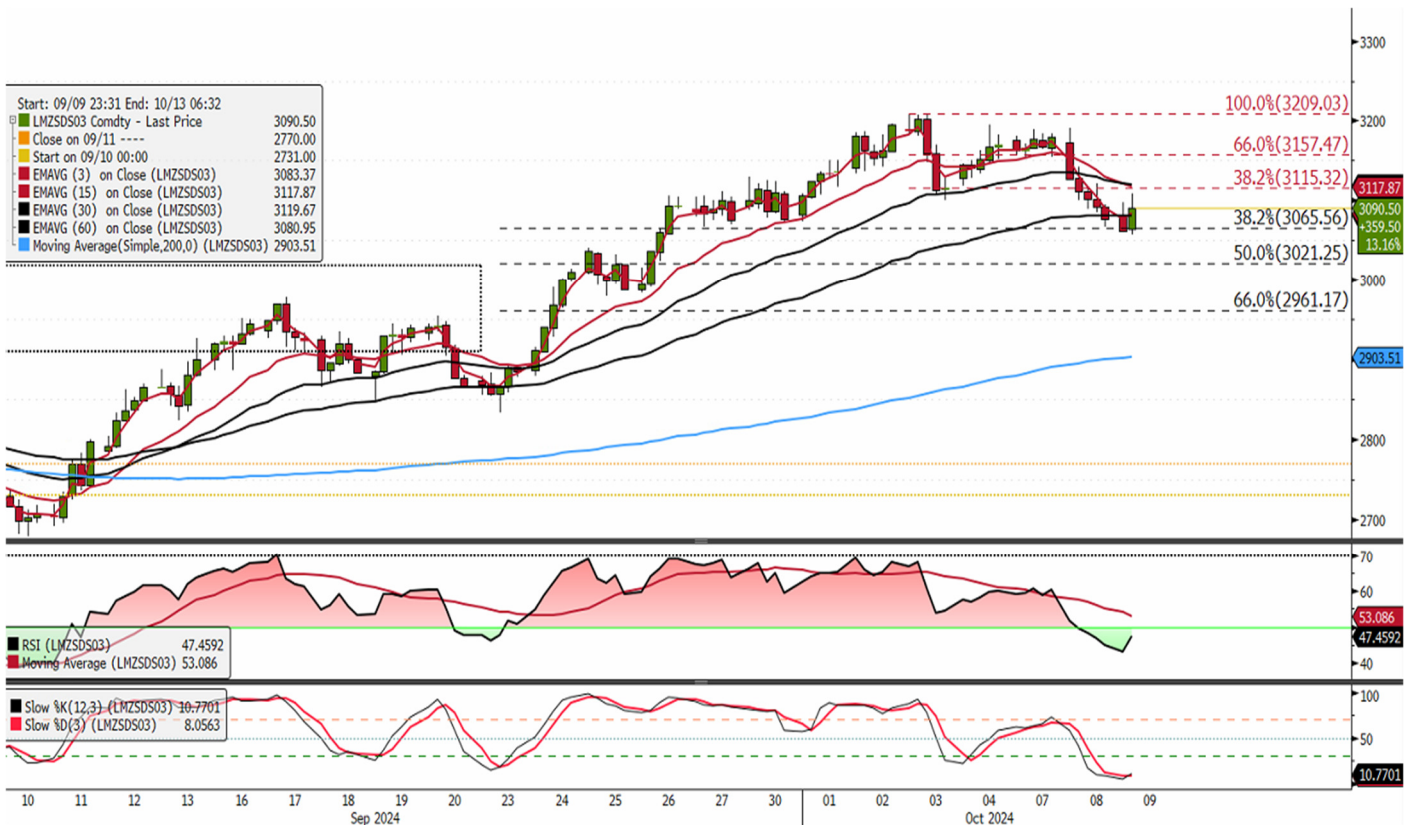 3300
Start: 09/09 23:31 End: 10/13 06:32
LMZSDS03 Comdty - Last Price 3090.50
Close on 09/11 ---- 2770.00
Start on 09/10 00:00 2731.00
EMAVG (3) on Close (LMZSDS03) 3083.37
EMAVG (15) on Close (LMZSDS03) 3117.87
EMAVG (30) on Close (LMZSDS03) 3119.67
EMAVG (60) on Close (LMZSDS03) 3080.95
Moving Average(Simple,200,0) (LMZSDS03) 2903.51
100.0%(3209.03)
3200
66.0%(3157.47)
38.2%(3115.32)
3117.87
3090.50
+359.50
13.16%
38.2%(3065.56)
50.0%(3021.25)
3000
66.0%(2961.17)
2903.51
2800
2700
70
60
53.086
RSI (LMZSDS03) 47.4592
47.4592
Moving Average (LMZSDS03) 53.086
40
Slow %K(12,3) (LMZSDS03) 10.7701
Slow %D(3) (LMZSDS03) 8.0563
100
50
10.7701
10 11 12 13 16 17 18 19 20 23 24 25 26 27 30 01 02 03 04 07 08 09
Sep 2024 Oct 2024